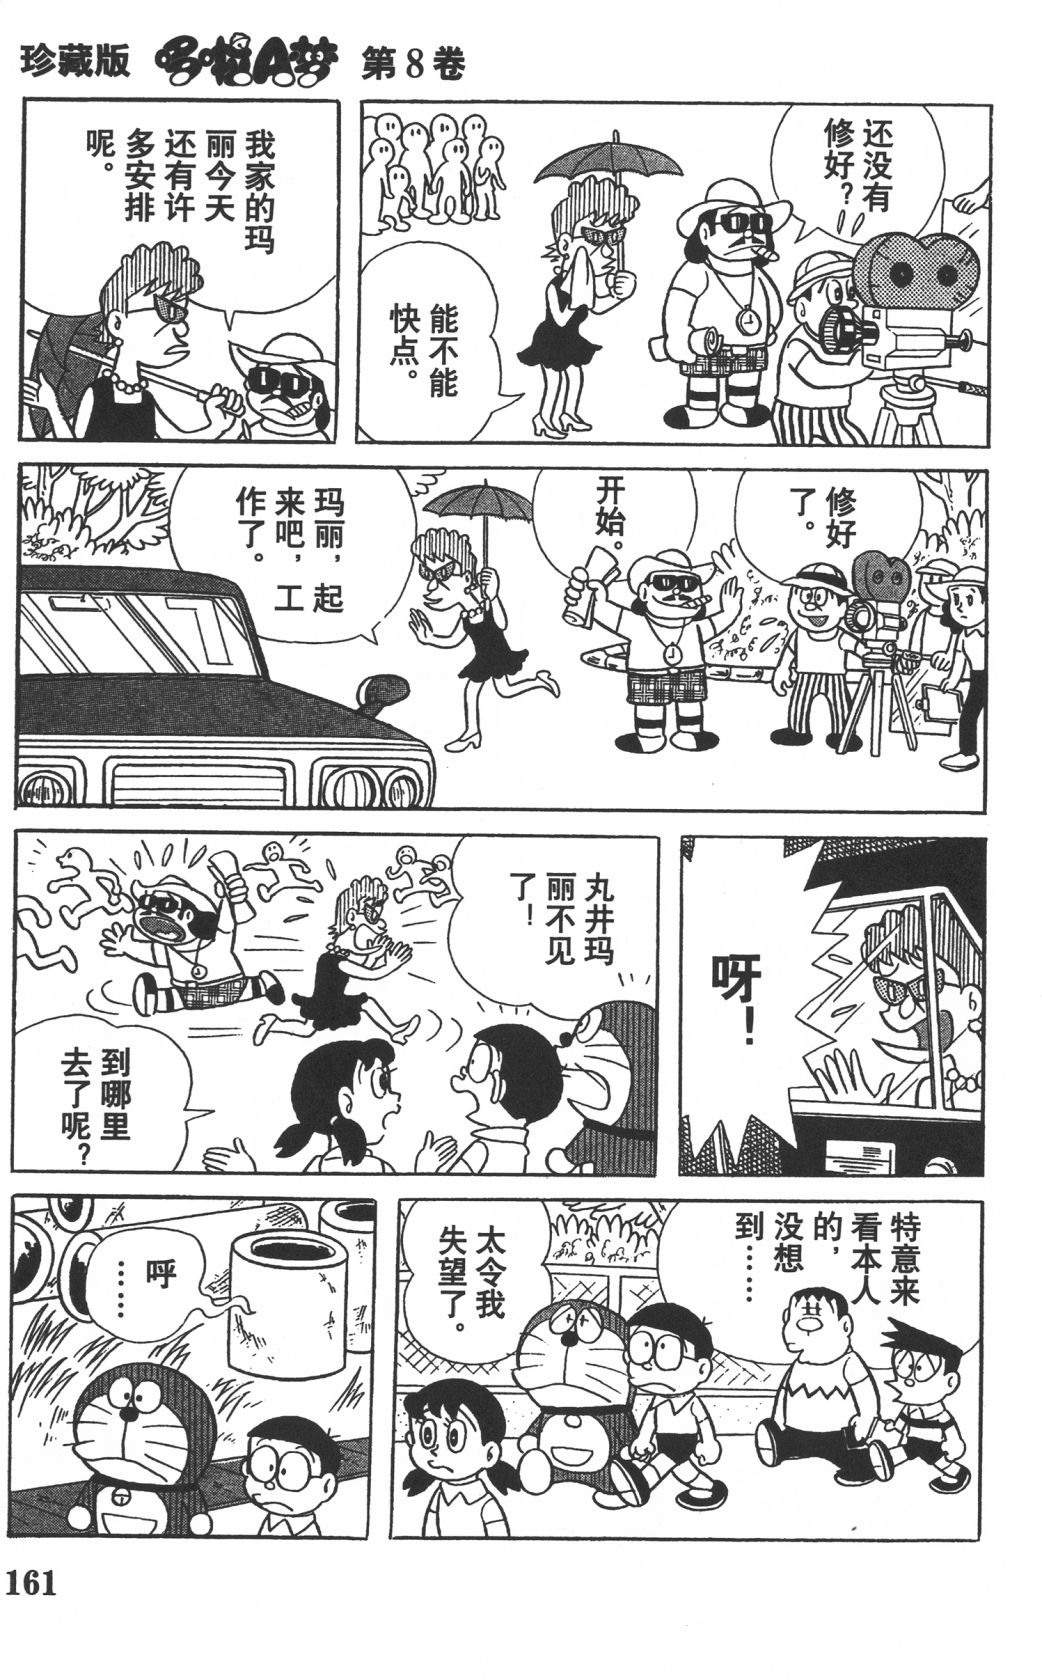 珍藏版 哆啦A梦 第8卷
还没有
修好?
能不能
快点。
我家的玛
丽今天
还有许
多安排
呢。
修好
了。
开始。
玛丽，起
来吧，工
作了。
呀！
丸井玛
丽不见
了！
到哪里
去了呢?
特意来
看本人
的，
没想
到……
太令我
失望了。
呼
……
161